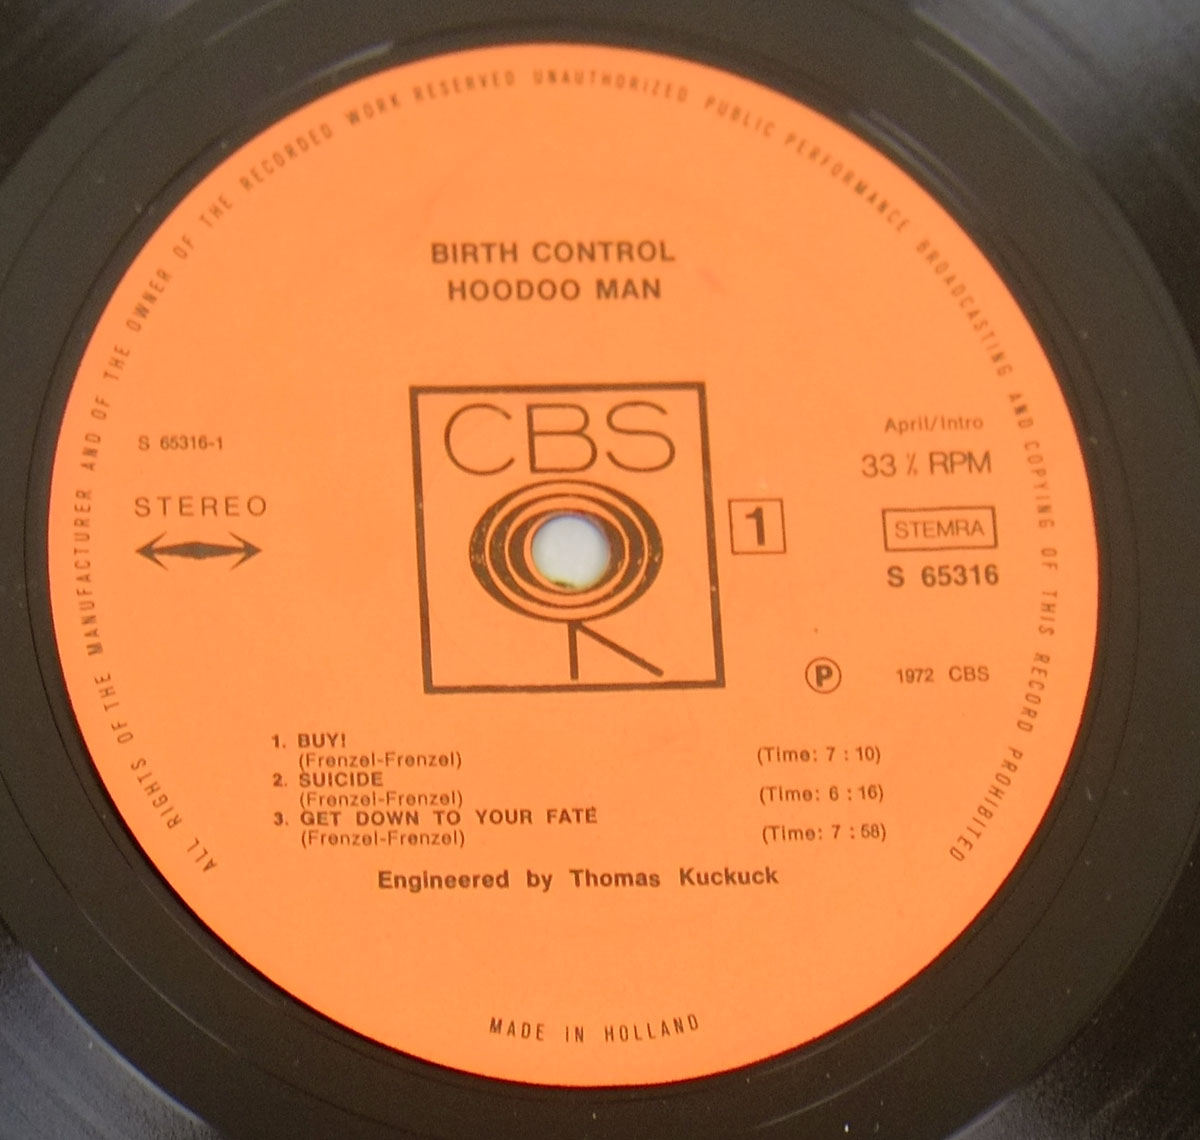 ALL RIGHTS OF THE MANUFACTURER AND OF THE OWNER OF THE RECORDED WORK RESERVED UNAUTHORIZED PUBLIC PERFORMANCE BROADCASTING AND COPYING OF THIS RECORD PROHIBITED
BIRTH CONTROL
HOODOO MAN
CBS
S 65316-1
STEREO
1
April/Intro
33 ⅓ RPM
STEMRA
S 65316
℗ 1972 CBS
1. BUY! (Time: 7 : 10)
(Frenzel-Frenzel)
2. SUICIDE (Time: 6 : 16)
(Frenzel-Frenzel)
3. GET DOWN TO YOUR FATE (Time: 7 : 58)
(Frenzel-Frenzel)
Engineered by Thomas Kuckuck
MADE IN HOLLAND